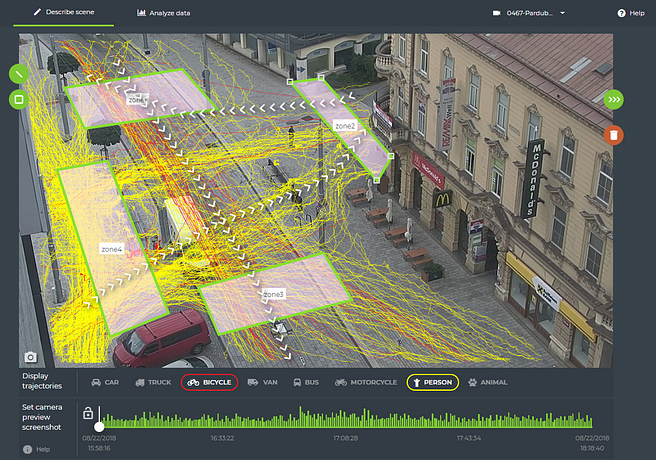 Describe scene
Analyze data
0467-Pardub...
Help
zone2
zone4
zone3
McDonald's
McDonald's
Display
trajectories
CAR
TRUCK
BICYCLE
VAN
BUS
MOTORCYCLE
PERSON
ANIMAL
Set camera
preview
screenshot
Help
08/22/2018
15:58:16
16:33:22
17:08:28
17:43:34
08/22/2018
18:18:40